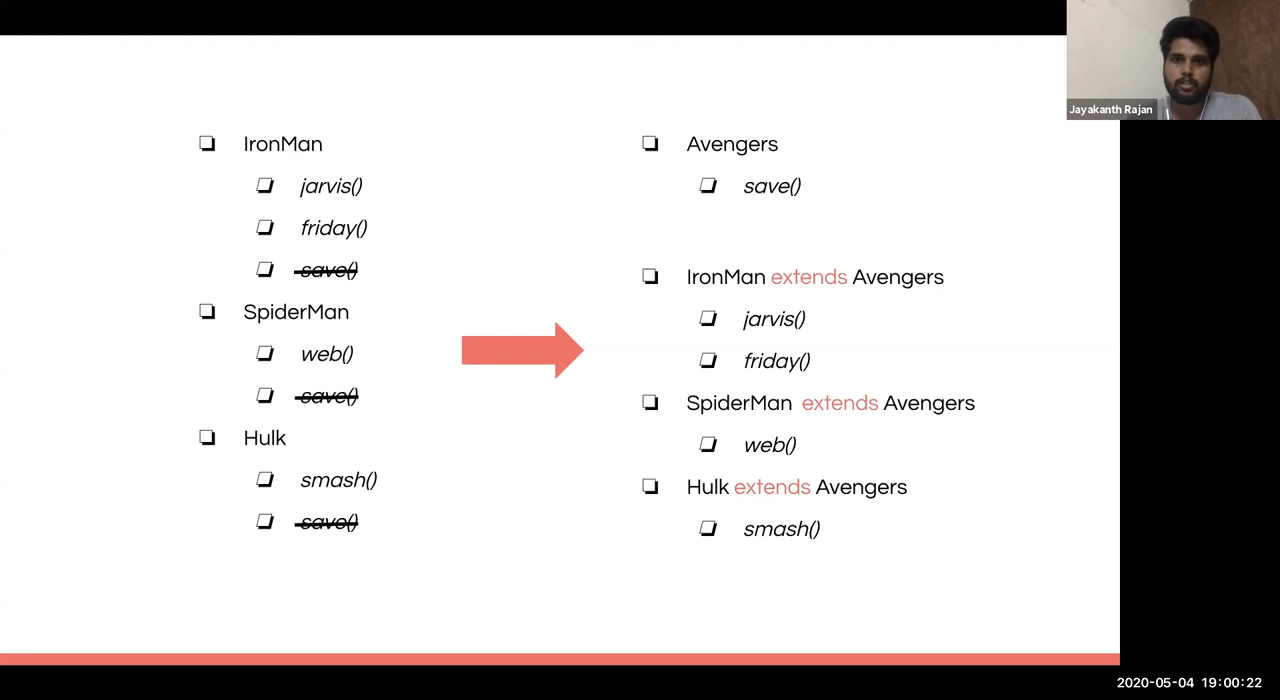 Jayakanth Rajan
IronMan
jarvis()
friday()
save()
SpiderMan
web()
save()
Hulk
smash()
save()
Avengers
save()
IronMan extends Avengers
jarvis()
friday()
SpiderMan extends Avengers
web()
Hulk extends Avengers
smash()
2020-05-04 19:00:22